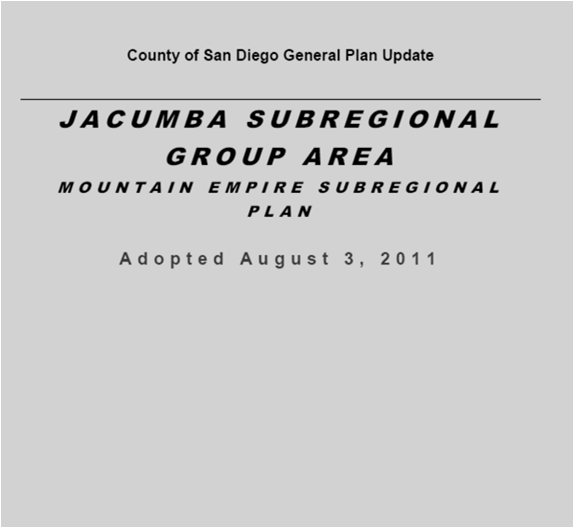 County of San Diego General Plan Update
JACUMBA SUBREGIONAL
GROUP AREA
MOUNTAIN EMPIRE SUBREGIONAL
PLAN
Adopted August 3, 2011